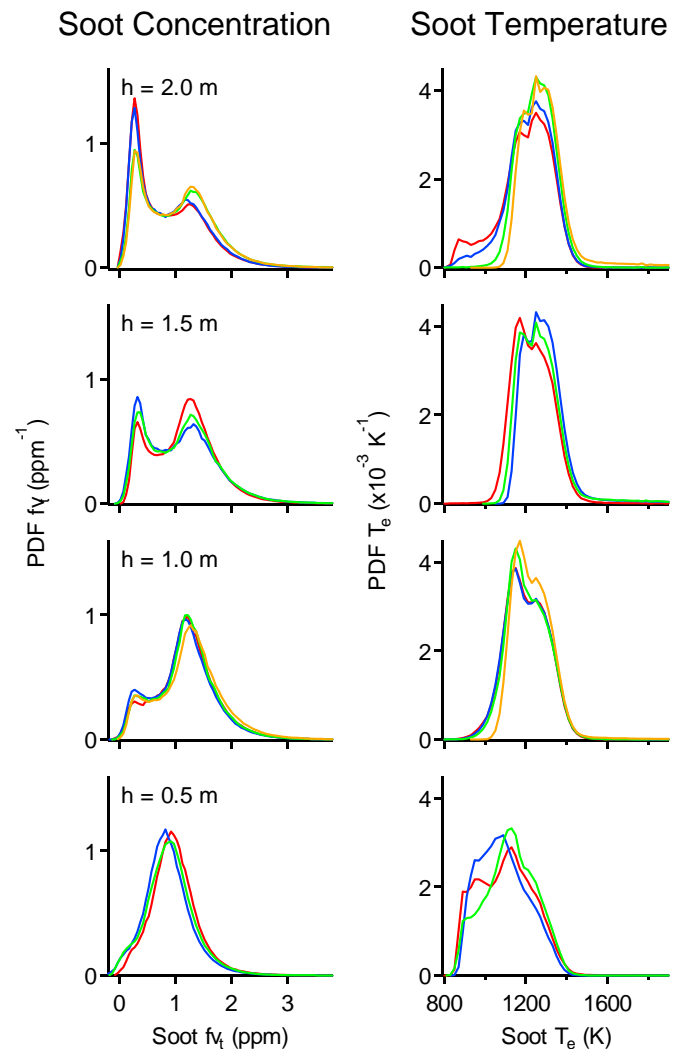 Soot Concentration Soot Temperature
h = 2.0 m
1
0
4
2
0
h = 1.5 m
1
0
4
2
0
PDF fvt (ppm-1)
PDF Te (x10-3 K-1)
h = 1.0 m
1
0
4
2
0
h = 0.5 m
1
0
4
2
0
0 1 2 3
800 1200 1600
Soot fvt (ppm)
Soot Te (K)